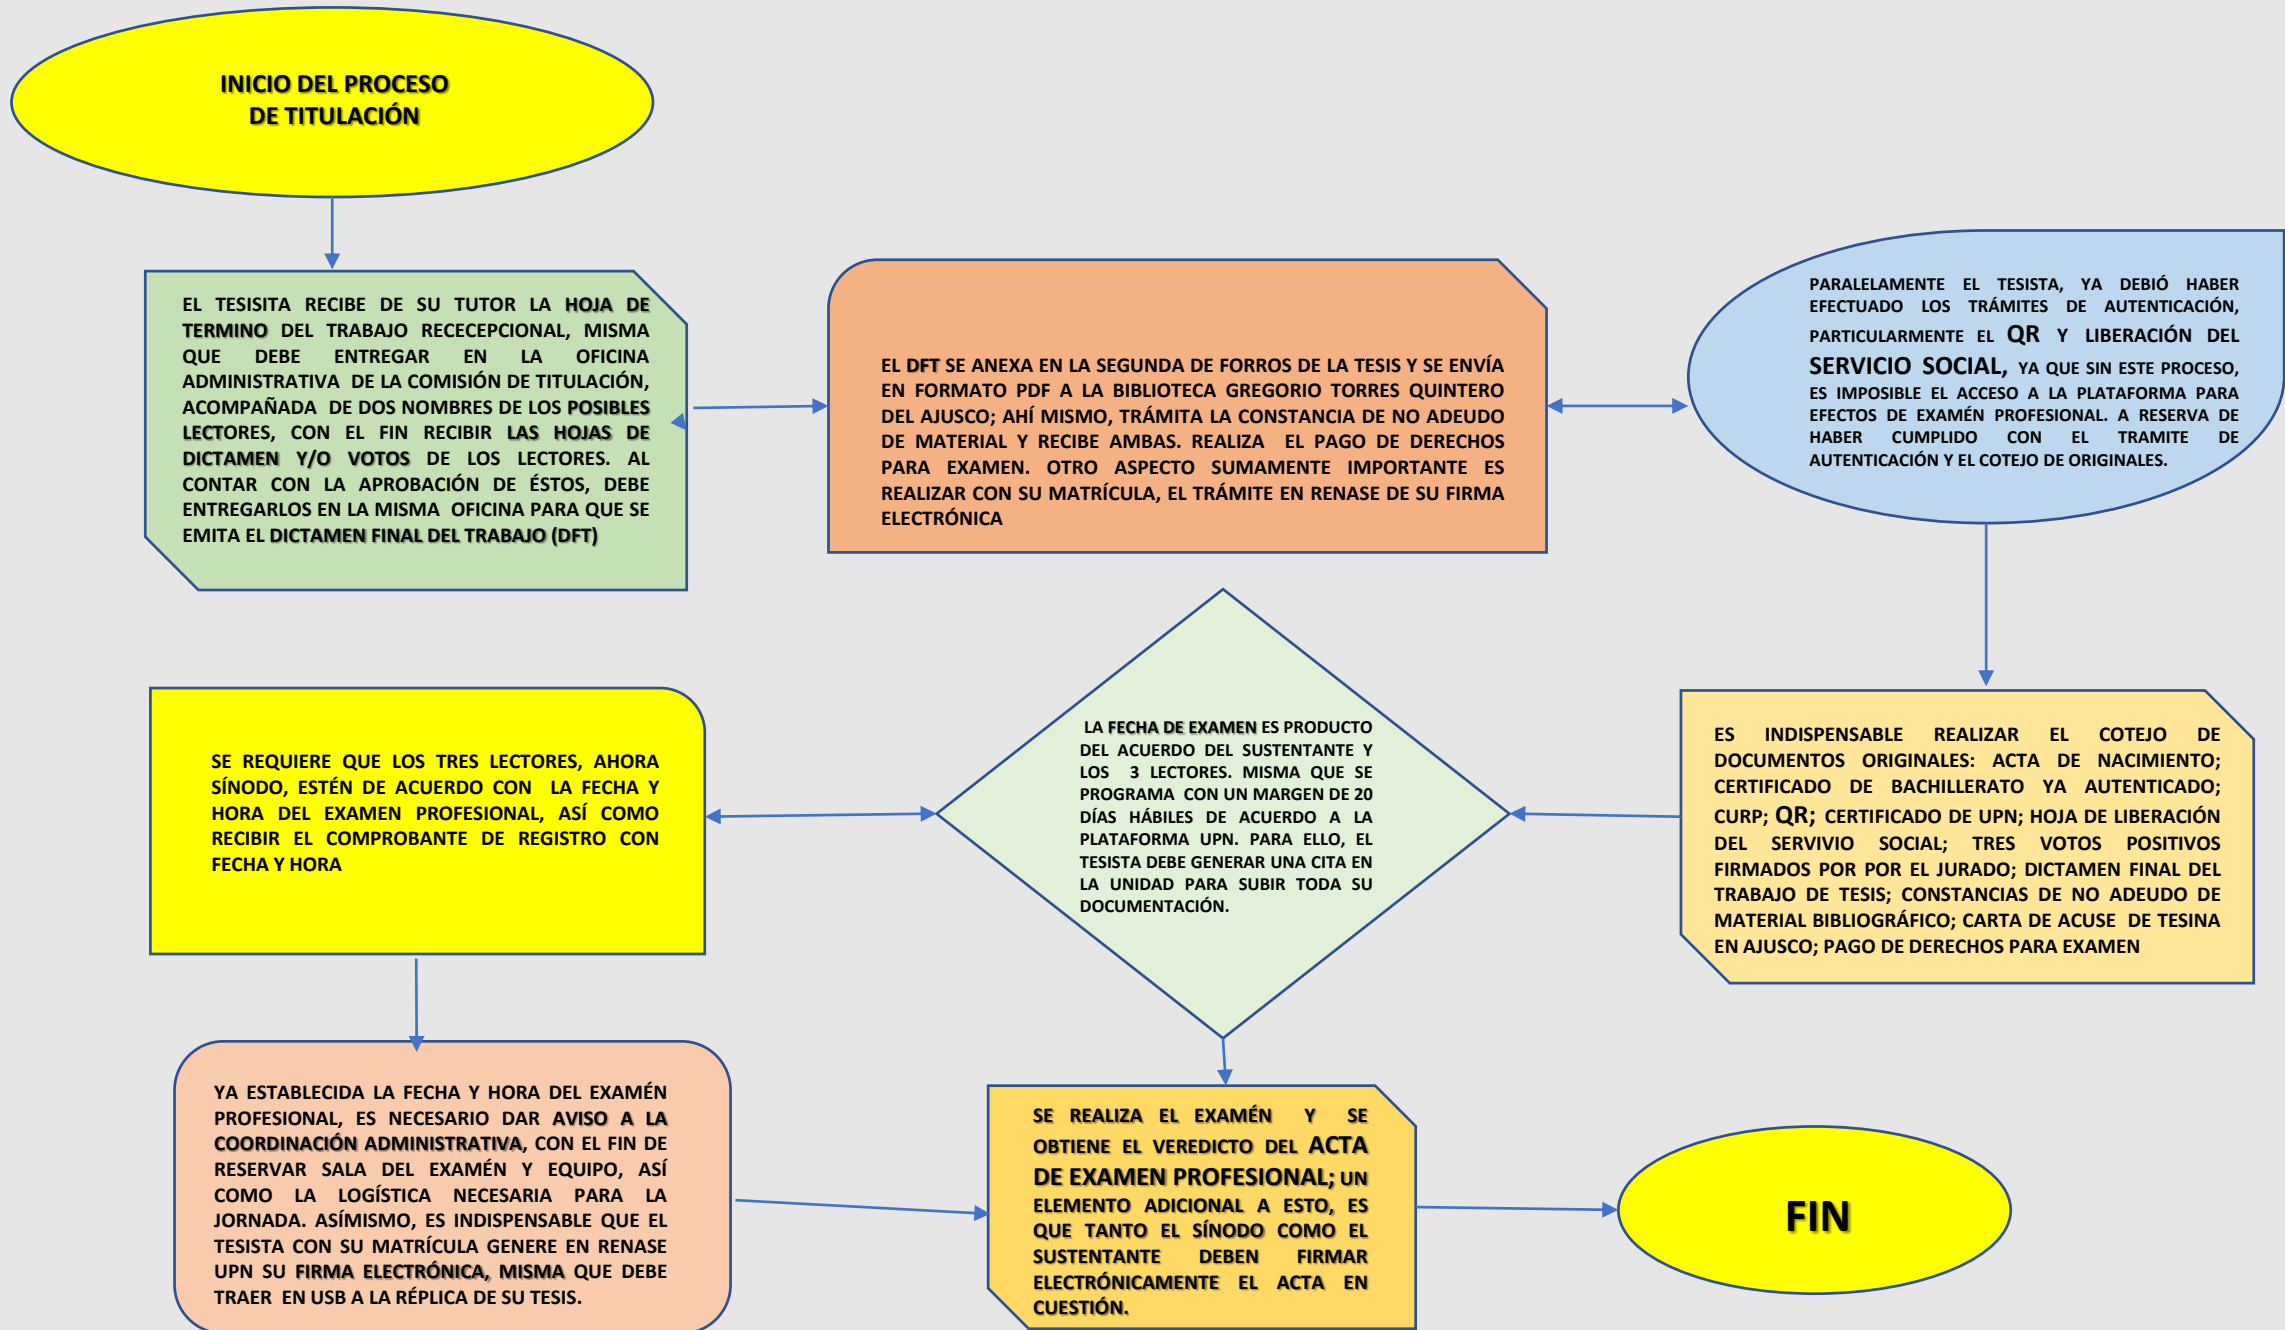 INICIO DEL PROCESO
DE TITULACIÓN
EL TESISITA RECIBE DE SU TUTOR LA HOJA DE
TERMINO DEL TRABAJO RECECEPCIONAL, MISMA
QUE DEBE ENTREGAR EN LA OFICINA
ADMINISTRATIVA DE LA COMISIÓN DE TITULACIÓN,
ACOMPAÑADA DE DOS NOMBRES DE LOS POSIBLES
LECTORES, CON EL FIN RECIBIR LAS HOJAS DE
DICTAMEN Y/O VOTOS DE LOS LECTORES. AL
CONTAR CON LA APROBACIÓN DE ÉSTOS, DEBE
ENTREGARLOS EN LA MISMA OFICINA PARA QUE SE
EMITA EL DICTAMEN FINAL DEL TRABAJO (DFT)
EL DFT SE ANEXA EN LA SEGUNDA DE FORROS DE LA TESIS Y SE ENVÍA
EN FORMATO PDF A LA BIBLIOTECA GREGORIO TORRES QUINTERO
DEL AJUSCO; AHÍ MISMO, TRÁMITA LA CONSTANCIA DE NO ADEUDO
DE MATERIAL Y RECIBE AMBAS. REALIZA EL PAGO DE DERECHOS
PARA EXAMEN. OTRO ASPECTO SUMAMENTE IMPORTANTE ES
REALIZAR CON SU MATRÍCULA, EL TRÁMITE EN RENASE DE SU FIRMA
ELECTRÓNICA
PARALELAMENTE EL TESISTA, YA DEBIÓ HABER
EFECTUADO LOS TRÁMITES DE AUTENTICACIÓN,
PARTICULARMENTE EL QR Y LIBERACIÓN DEL
SERVICIO SOCIAL, YA QUE SIN ESTE PROCESO,
ES IMPOSIBLE EL ACCESO A LA PLATAFORMA PARA
EFECTOS DE EXAMÉN PROFESIONAL. A RESERVA DE
HABER CUMPLIDO CON EL TRAMITE DE
AUTENTICACIÓN Y EL COTEJO DE ORIGINALES.
SE REQUIERE QUE LOS TRES LECTORES, AHORA
SÍNODO, ESTÉN DE ACUERDO CON LA FECHA Y
HORA DEL EXAMEN PROFESIONAL, ASÍ COMO
RECIBIR EL COMPROBANTE DE REGISTRO CON
FECHA Y HORA
LA FECHA DE EXAMEN ES PRODUCTO
DEL ACUERDO DEL SUSTENTANTE Y
LOS 3 LECTORES. MISMA QUE SE
PROGRAMA CON UN MARGEN DE 20
DÍAS HÁBILES DE ACUERDO A LA
PLATAFORMA UPN. PARA ELLO, EL
TESISTA DEBE GENERAR UNA CITA EN
LA UNIDAD PARA SUBIR TODA SU
DOCUMENTACIÓN.
ES INDISPENSABLE REALIZAR EL COTEJO DE
DOCUMENTOS ORIGINALES: ACTA DE NACIMIENTO;
CERTIFICADO DE BACHILLERATO YA AUTENTICADO;
CURP; QR; CERTIFICADO DE UPN; HOJA DE LIBERACIÓN
DEL SERVIVIO SOCIAL; TRES VOTOS POSITIVOS
FIRMADOS POR POR EL JURADO; DICTAMEN FINAL DEL
TRABAJO DE TESIS; CONSTANCIAS DE NO ADEUDO DE
MATERIAL BIBLIOGRÁFICO; CARTA DE ACUSE DE TESINA
EN AJUSCO; PAGO DE DERECHOS PARA EXAMEN
YA ESTABLECIDA LA FECHA Y HORA DEL EXAMÉN
PROFESIONAL, ES NECESARIO DAR AVISO A LA
COORDINACIÓN ADMINISTRATIVA, CON EL FIN DE
RESERVAR SALA DEL EXAMÉN Y EQUIPO, ASÍ
COMO LA LOGÍSTICA NECESARIA PARA LA
JORNADA. ASÍMISMO, ES INDISPENSABLE QUE EL
TESISTA CON SU MATRÍCULA GENERE EN RENASE
UPN SU FIRMA ELECTRÓNICA, MISMA QUE DEBE
TRAER EN USB A LA RÉPLICA DE SU TESIS.
SE REALIZA EL EXAMÉN Y SE
OBTIENE EL VEREDICTO DEL ACTA
DE EXAMEN PROFESIONAL; UN
ELEMENTO ADICIONAL A ESTO, ES
QUE TANTO EL SÍNODO COMO EL
SUSTENTANTE DEBEN FIRMAR
ELECTRÓNICAMENTE EL ACTA EN
CUESTIÓN.
FIN